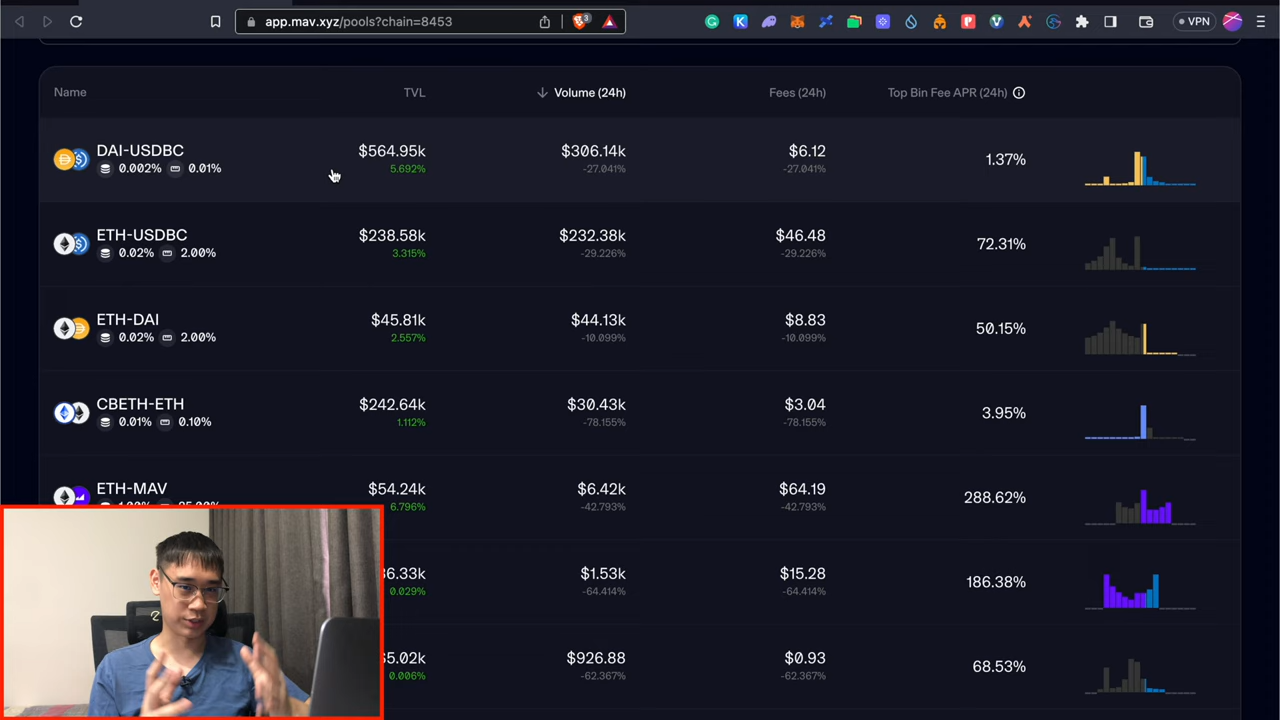 app.mav.xyz/pools?chain=8453
3
VPN
Name TVL Volume (24h) Fees (24h) Top Bin Fee APR (24h)
DAI-USDBC $564.95k $306.14k $6.12 1.37%
0.002% 0.01% 5.692% -27.041% -27.041%
ETH-USDBC $238.58k $232.38k $46.48 72.31%
0.02% 2.00% 3.315% -29.226% -29.226%
ETH-DAI $45.81k $44.13k $8.83 50.15%
0.02% 2.00% 2.557% -10.099% -10.099%
CBETH-ETH $242.64k $30.43k $3.04 3.95%
0.01% 0.10% 1.112% -78.155% -78.155%
ETH-MAV $54.24k $6.42k $64.19 288.62%
6.796% -42.793% -42.793%
6.33k $1.53k $15.28 186.38%
0.029% -64.414% -64.414%
5.02k $926.88 $0.93 68.53%
0.006% -62.367% -62.367%